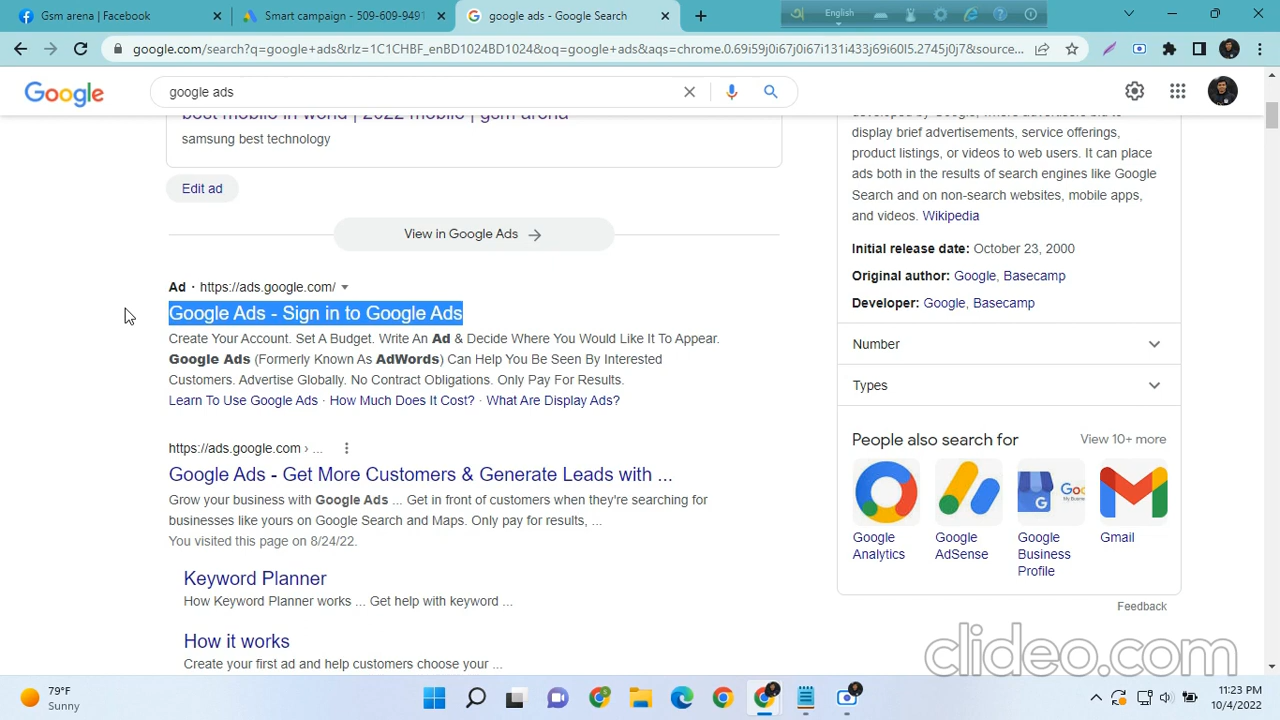 Gsm arena | Facebook
Smart campaign - 509-609-9491
google ads - Google Search
English
google.com/search?q=google+ads&rlz=1C1CHBF_enBD1024BD1024&oq=google+ads&aqs=chrome.0.69i59j0i67j0i67i131i433j69i60l5.2745j0j7&source...
Google
google ads
best mobile in world | 2022 mobile | gsm arena
samsung best technology
Edit ad
View in Google Ads
Ad · https://ads.google.com/
Google Ads - Sign in to Google Ads
Create Your Account. Set A Budget. Write An Ad & Decide Where You Would Like It To Appear.
Google Ads (Formerly Known As AdWords) Can Help You Be Seen By Interested
Customers. Advertise Globally. No Contract Obligations. Only Pay For Results.
Learn To Use Google Ads · How Much Does It Cost? · What Are Display Ads?
https://ads.google.com › ...
Google Ads - Get More Customers & Generate Leads with ...
Grow your business with Google Ads ... Get in front of customers when they're searching for
businesses like yours on Google Search and Maps. Only pay for results, ...
You visited this page on 8/24/22.
Keyword Planner
How Keyword Planner works ... Get help with keyword ...
How it works
Create your first ad and help customers choose your ...
developed by Google, where advertisers bid to
display brief advertisements, service offerings,
product listings, or videos to web users. It can place
ads both in the results of search engines like Google
Search and on non-search websites, mobile apps,
and videos. Wikipedia
Initial release date: October 23, 2000
Original author: Google, Basecamp
Developer: Google, Basecamp
Number
Types
People also search for
View 10+ more
Google Analytics
Google AdSense
Google Business Profile
Gmail
Feedback
clideo.com
79°F
Sunny
11:23 PM
10/4/2022